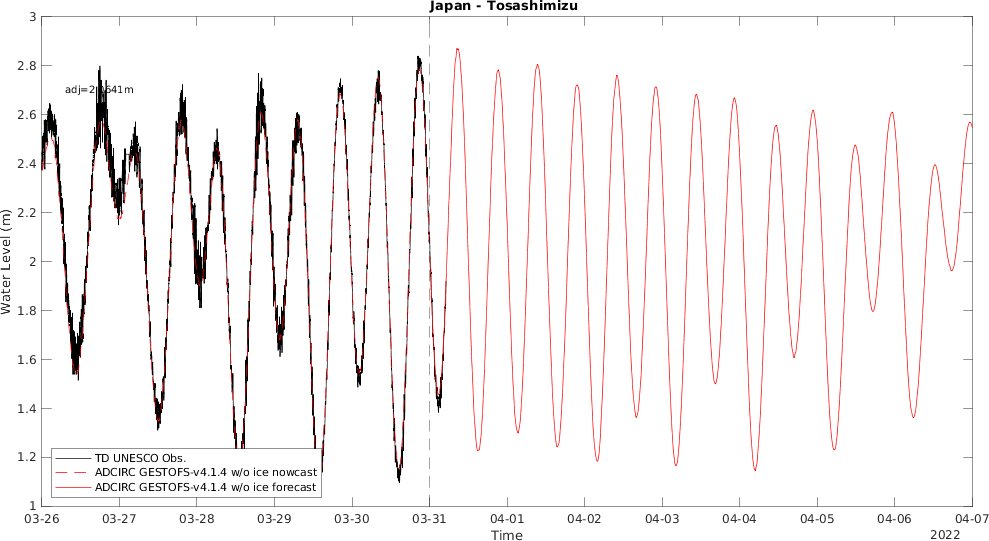 Japan - Tosashimizu
3
2.8
2.6
2.4
2.2
2
1.8
1.6
1.4
1.2
1
Water Level (m)
TD UNESCO Obs.
ADCIRC GESTOFS-v4.1.4 w/o ice nowcast
ADCIRC GESTOFS-v4.1.4 w/o ice forecast
03-26 03-27 03-28 03-29 03-30 03-31 04-01 04-02 04-03 04-04 04-05 04-06 04-07
Time
2022